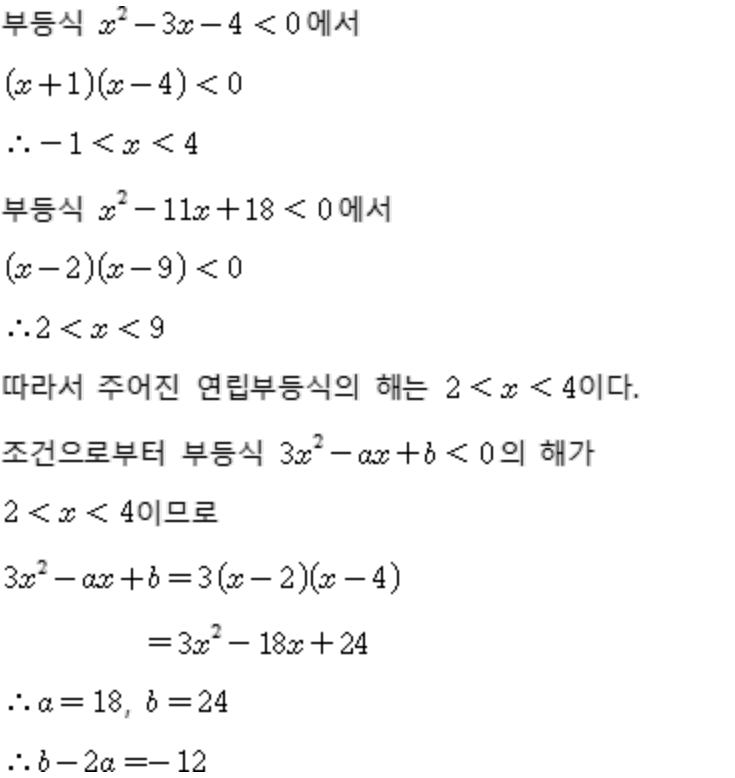 부등식 x²−3x−4<0에서
(x+1)(x−4)<0
∴−1<x<4
부등식 x²−11x+18<0에서
(x−2)(x−9)<0
∴2<x<9
따라서 주어진 연립부등식의 해는 2<x<4이다.
조건으로부터 부등식 3x²−ax+b<0의 해가
2<x<4이므로
3x²−ax+b=3(x−2)(x−4)
=3x²−18x+24
∴a=18, b=24
∴b−2a=−12